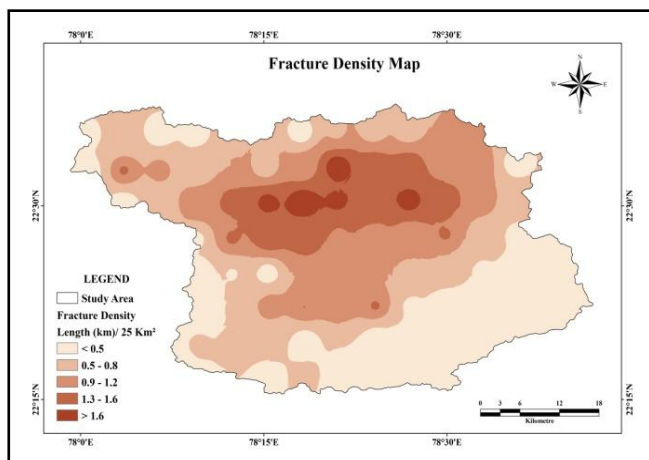 78°0'E 78°15'E 78°30'E
Fracture Density Map
N
W E
S
22°30'N 22°30'N
LEGEND
Study Area
Fracture Density
Length (km)/ 25 Km²
< 0.5
0.5 - 0.8
0.9 - 1.2
1.3 - 1.6
> 1.6
22°15'N 22°15'N
0 3 6 12 18
Kilometre
78°0'E 78°15'E 78°30'E